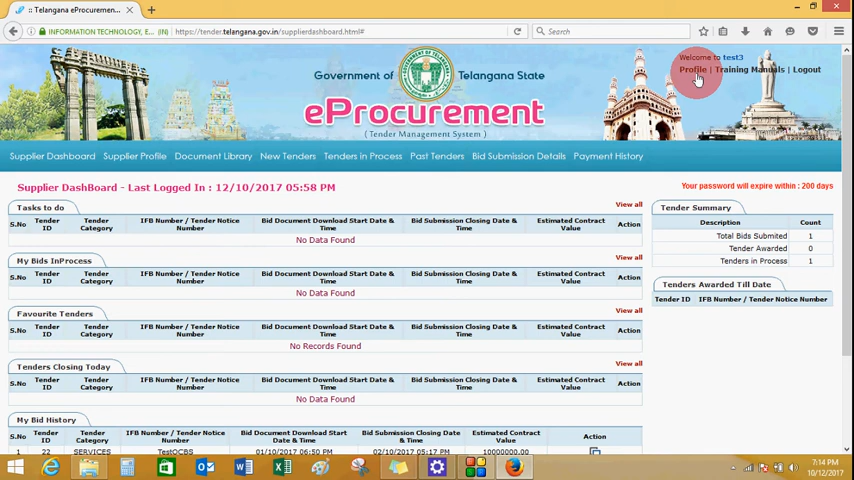 :: Telangana eProcurement...
INFORMATION TECHNOLOGY, E... (IN)
https://tender.telangana.gov.in/supplierdashboard.html#
Search
Welcome to test3
Profile | Training Manuals | Logout
Government of Telangana State
eProcurement
( Tender Management System )
Supplier Dashboard Supplier Profile Document Library New Tenders Tenders in Process Past Tenders Bid Submission Details Payment History
Supplier DashBoard - Last Logged In : 12/10/2017 05:58 PM
Your password will expire within : 200 days
Tasks to do
View all
S.No Tender ID Tender Category IFB Number / Tender Notice Number Bid Document Download Start Date & Time Bid Submission Closing Date & Time Estimated Contract Value Action
No Data Found
My Bids InProcess
View all
S.No Tender ID Tender Category IFB Number / Tender Notice Number Bid Document Download Start Date & Time Bid Submission Closing Date & Time Estimated Contract Value Action
No Data Found
Favourite Tenders
View all
S.No Tender ID Tender Category IFB Number / Tender Notice Number Bid Document Download Start Date & Time Bid Submission Closing Date & Time Estimated Contract Value Action
No Records Found
Tenders Closing Today
View all
S.No Tender ID Tender Category IFB Number / Tender Notice Number Bid Document Download Start Date & Time Bid Submission Closing Date & Time Estimated Contract Value Action
No Data Found
My Bid History
S.No Tender ID Tender Category IFB Number / Tender Notice Number Bid Document Download Start Date & Time Bid Submission Closing Date & Time Estimated Contract Value Action
1 22 SERVICES TestOCBS 01/10/2017 06:50 PM 02/10/2017 05:17 PM 10000000.00
Tender Summary
Description Count
Total Bids Submited 1
Tender Awarded 0
Tenders in Process 1
Tenders Awarded Till Date
Tender ID IFB Number / Tender Notice Number
7:14 PM
10/12/2017